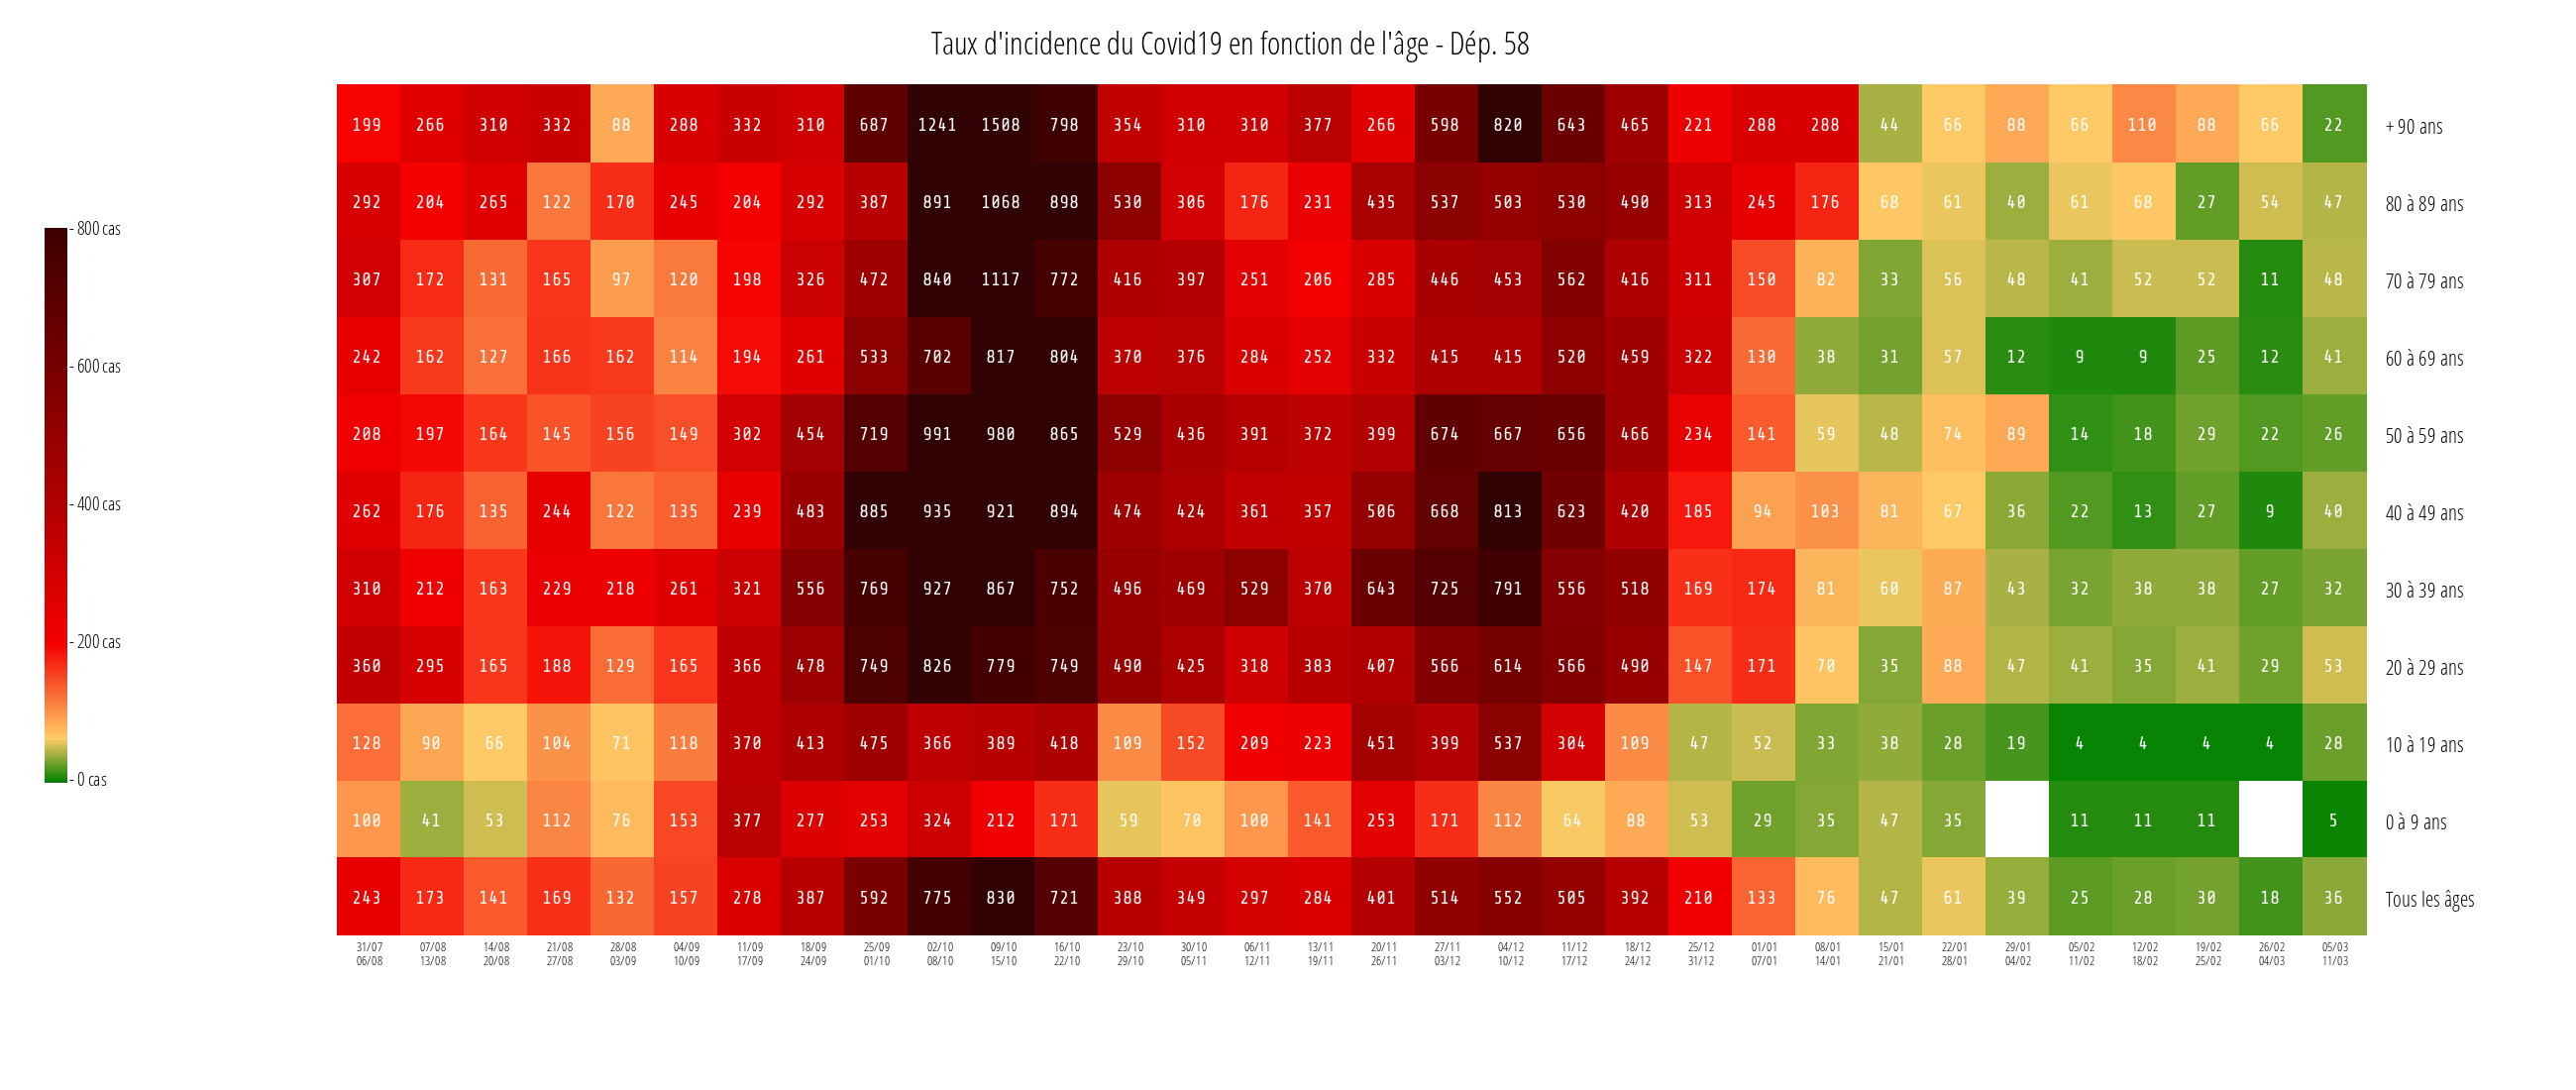 Taux d'incidence du Covid19 en fonction de l'âge - Dép. 58
- 800 cas
- 600 cas
- 400 cas
- 200 cas
- 0 cas
199 266 310 332 88 288 332 310 687 1241 1508 798 354 310 310 377 266 598 820 643 465 221 288 288 44 66 88 66 110 88 66 22 + 90 ans
292 204 265 122 170 245 204 292 387 891 1068 898 530 306 176 231 435 537 503 530 490 313 245 176 68 61 40 61 68 27 54 47 80 à 89 ans
307 172 131 165 97 120 198 326 472 840 1117 772 416 397 251 206 285 446 453 562 416 311 150 82 33 56 48 41 52 52 11 48 70 à 79 ans
242 162 127 166 162 114 194 261 533 702 817 804 370 376 284 252 332 415 415 520 459 322 130 38 31 57 12 9 9 25 12 41 60 à 69 ans
208 197 164 145 156 149 302 454 719 991 980 865 529 436 391 372 399 674 667 656 466 234 141 59 48 74 89 14 18 29 22 26 50 à 59 ans
262 176 135 244 122 135 239 483 885 935 921 894 474 424 361 357 506 668 813 623 420 185 94 103 81 67 36 22 13 27 9 40 40 à 49 ans
310 212 163 229 218 261 321 556 769 927 867 752 496 469 529 370 643 725 791 556 518 169 174 81 60 87 43 32 38 38 27 32 30 à 39 ans
360 295 165 188 129 165 366 478 749 826 779 749 490 425 318 383 407 566 614 566 490 147 171 70 35 88 47 41 35 41 29 53 20 à 29 ans
128 90 66 104 71 118 370 413 475 366 389 418 109 152 209 223 451 399 537 304 109 47 52 33 38 28 19 4 4 4 4 28 10 à 19 ans
100 41 53 112 76 153 377 277 253 324 212 171 59 70 100 141 253 171 112 64 88 53 29 35 47 35 11 11 11 5 0 à 9 ans
243 173 141 169 132 157 278 387 592 775 830 721 388 349 297 284 401 514 552 505 392 210 133 76 47 61 39 25 28 30 18 36 Tous les âges
31/07 07/08 14/08 21/08 28/08 04/09 11/09 18/09 25/09 02/10 09/10 16/10 23/10 30/10 06/11 13/11 20/11 27/11 04/12 11/12 18/12 25/12 01/01 08/01 15/01 22/01 29/01 05/02 12/02 19/02 26/02 05/03
06/08 13/08 20/08 27/08 03/09 10/09 17/09 24/09 01/10 08/10 15/10 22/10 29/10 05/11 12/11 19/11 26/11 03/12 10/12 17/12 24/12 31/12 07/01 14/01 21/01 28/01 04/02 11/02 18/02 25/02 04/03 11/03